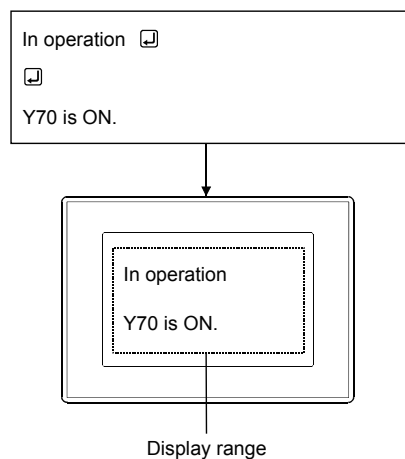 In operation ↵
↵
Y70 is ON.
In operation
Y70 is ON.
Display range